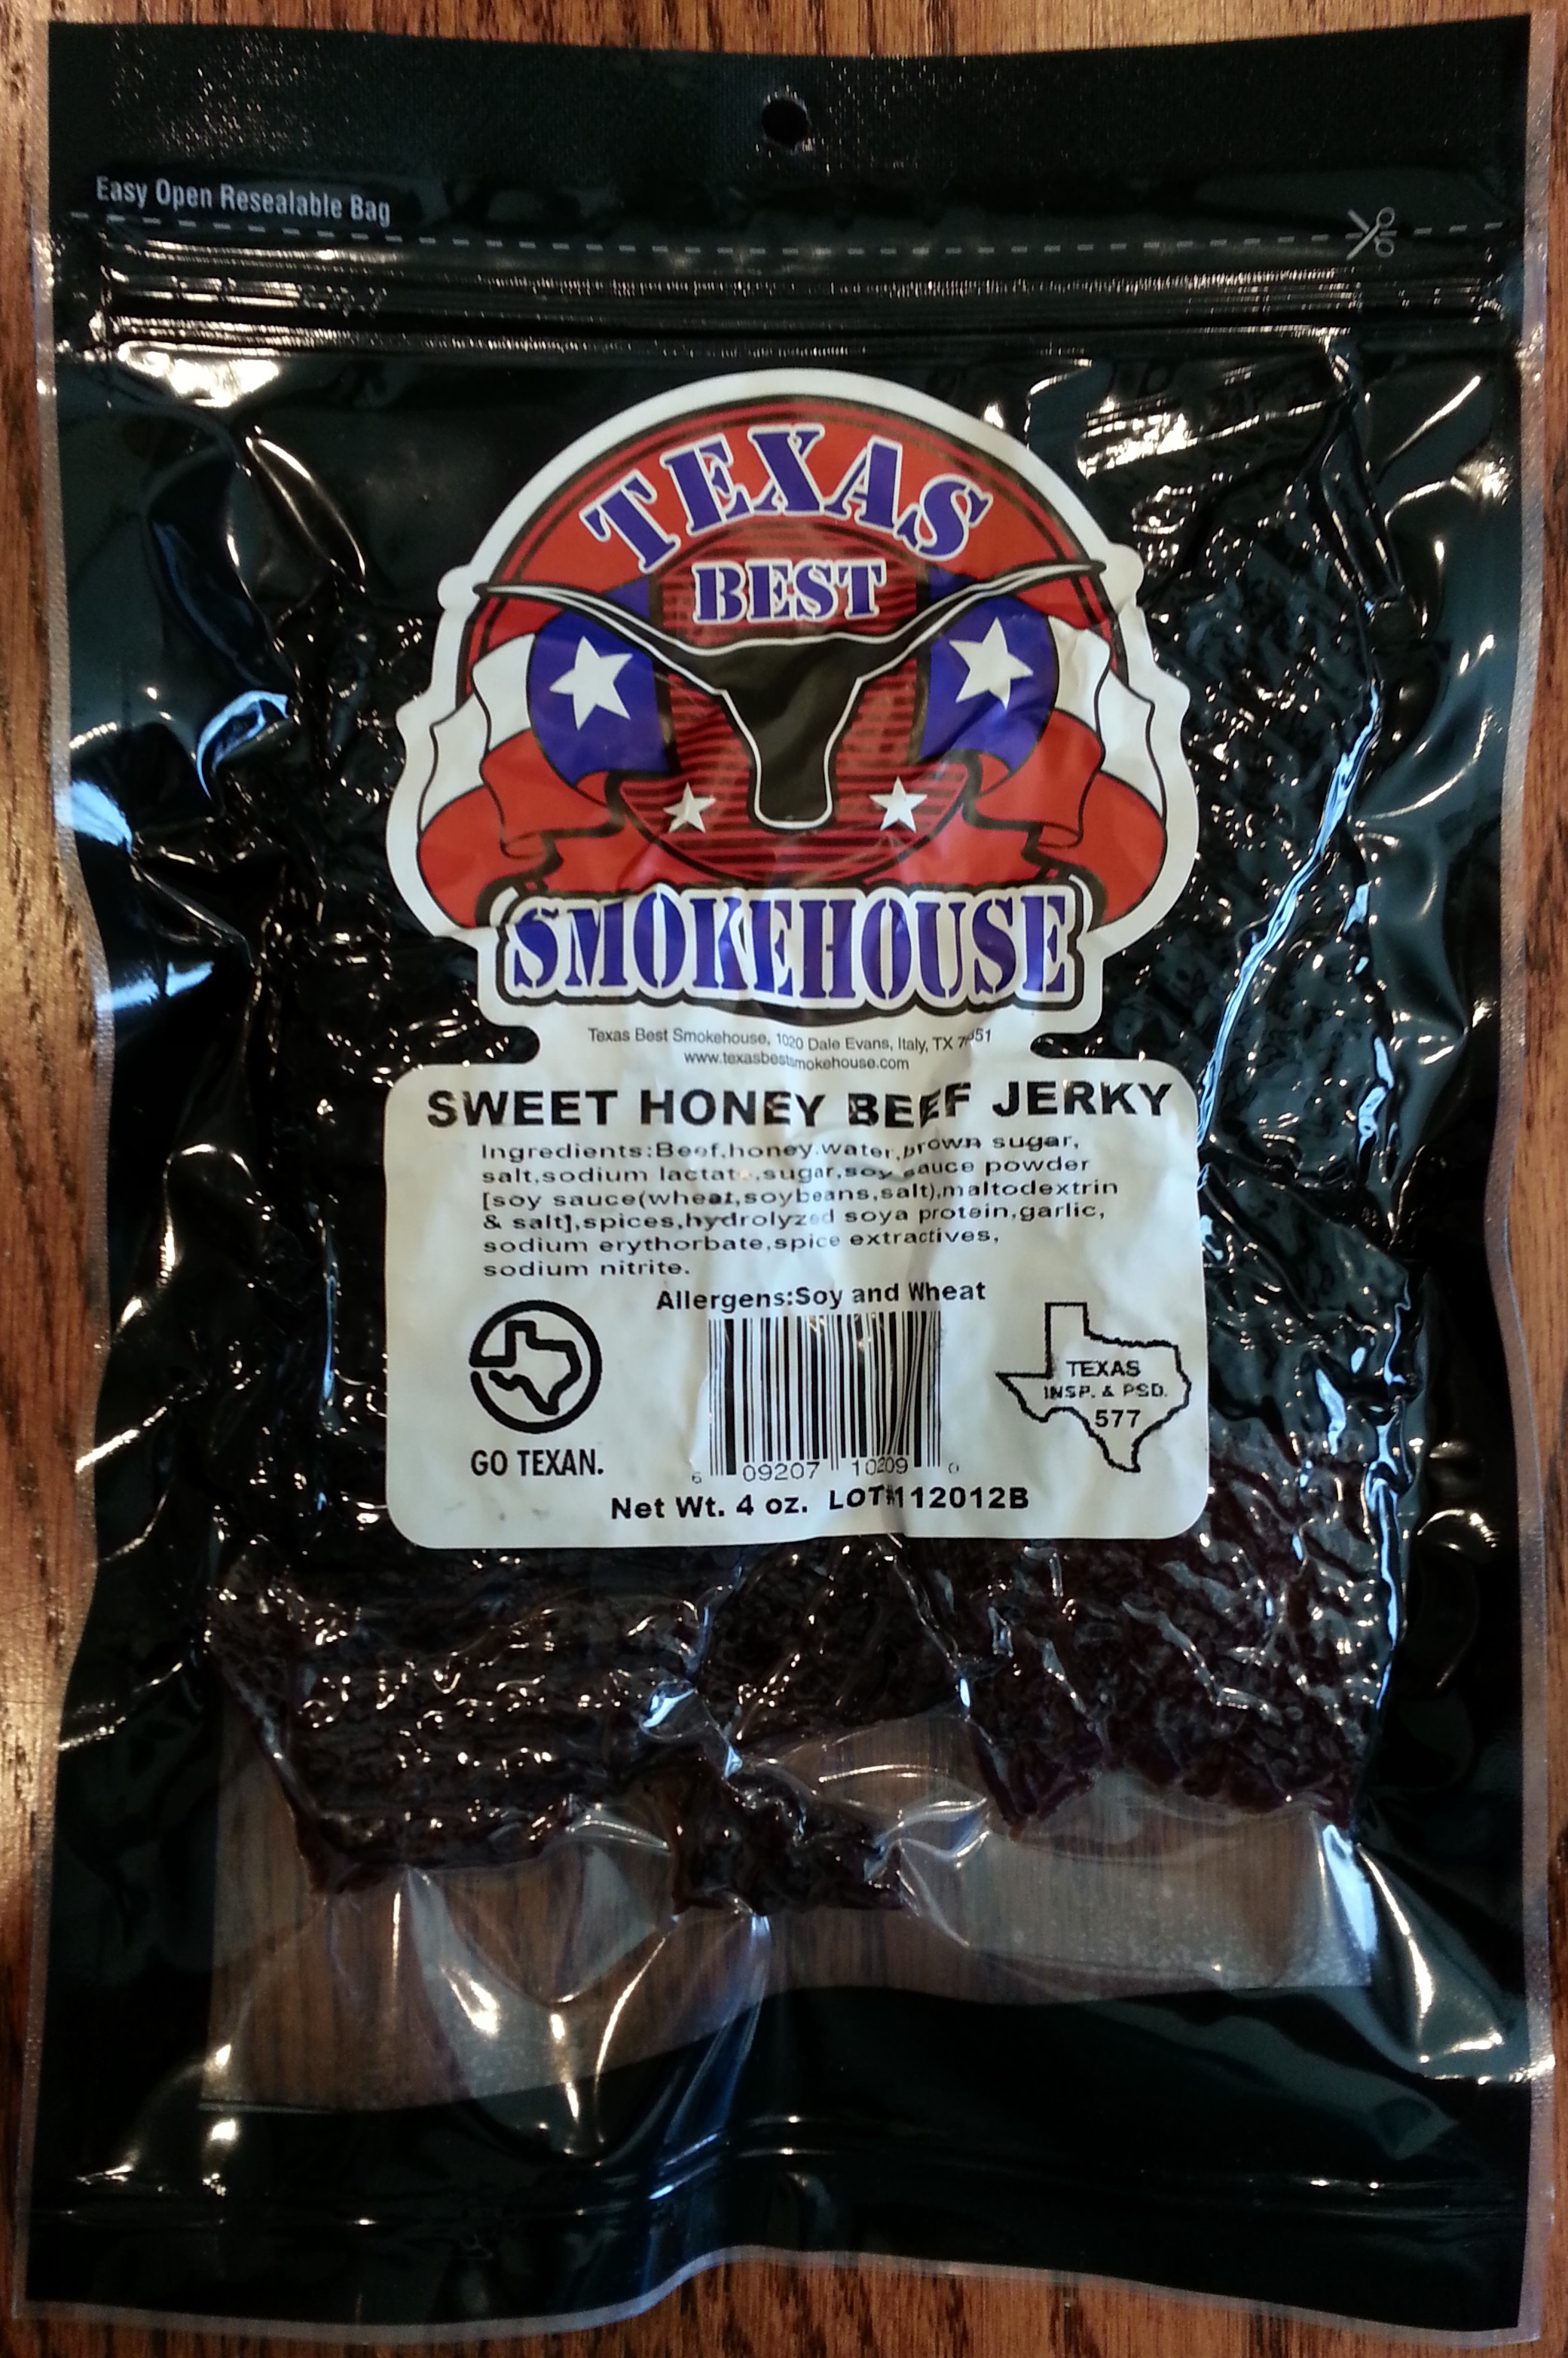 Easy Open Resealable Bag
TEXAS
BEST
SMOKEHOUSE
Texas Best Smokehouse, 1020 Dale Evans, Italy, TX
www.texasbestsmokehouse.com
SWEET HONEY BEEF JERKY
Ingredients:Beef,honey,water,brown sugar,
salt,sodium lactate,sugar,soy sauce powder
[soy sauce(wheat,soybeans,salt),maltodextrin
& salt],spices,hydrolyzed soya protein,garlic,
sodium erythorbate,spice extractives,
sodium nitrite.
Allergens:Soy and Wheat
GO TEXAN.
TEXAS
INSP. & PSD.
577
6 09207 10209 0
Net Wt. 4 oz. LOT#112012B